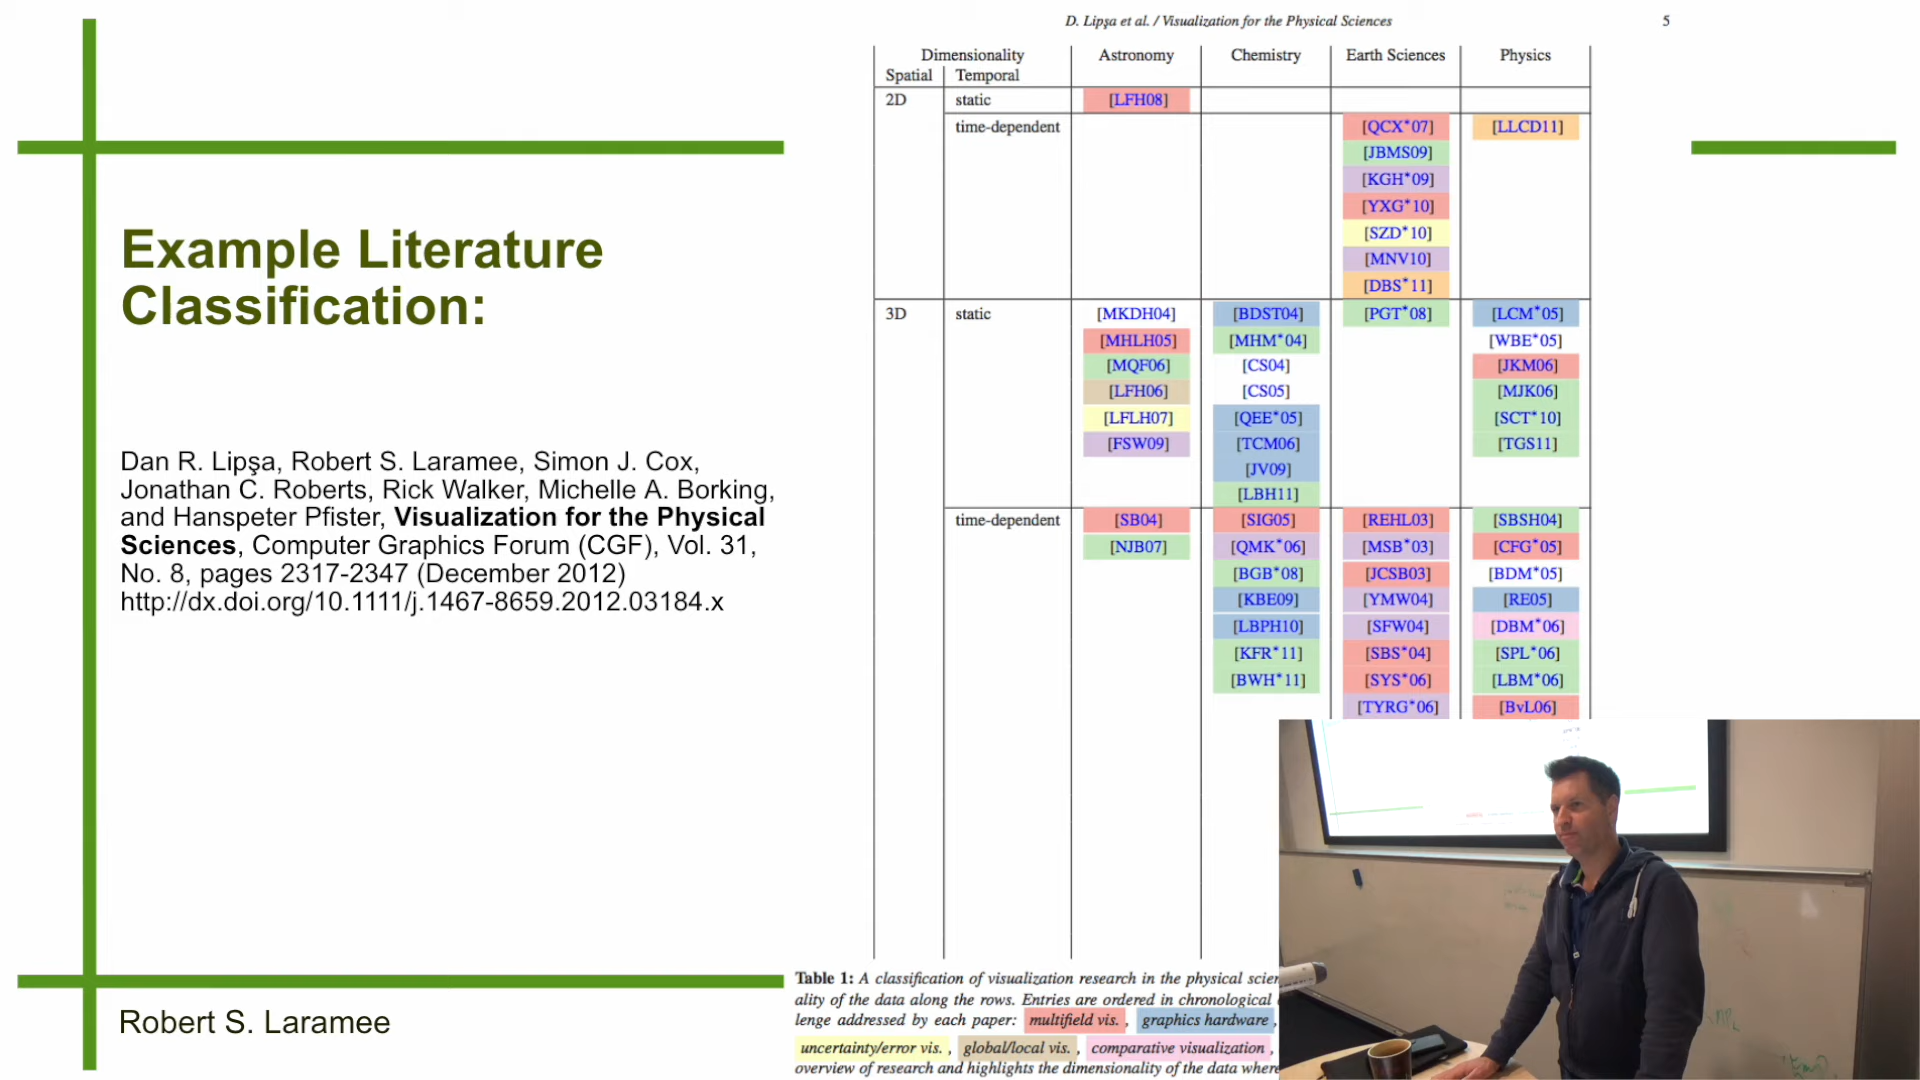 D. Lipşa et al. / Visualization for the Physical Sciences 5
Dimensionality Astronomy Chemistry Earth Sciences Physics
Spatial Temporal
2D static [LFH08]
time-dependent [QCX*07] [LLCD11]
[JBMS09]
[KGH*09]
[YXG*10]
[SZD*10]
[MNV10]
[DBS*11]
3D static [MKDH04] [BDST04] [PGT*08] [LCM*05]
[MHLH05] [MHM*04] [WBE*05]
[MQF06] [CS04] [JKM06]
[LFH06] [CS05] [MJK06]
[LFLH07] [QEE*05] [SCT*10]
[FSW09] [TCM06] [TGS11]
[JV09]
[LBH11]
time-dependent [SB04] [SIG05] [REHL03] [SBSH04]
[NJB07] [QMK*06] [MSB*03] [CFG*05]
[BGB*08] [JCSB03] [BDM*05]
[KBE09] [YMW04] [RE05]
[LBPH10] [SFW04] [DBM*06]
[KFR*11] [SBS*04] [SPL*06]
[BWH*11] [SYS*06] [LBM*06]
[TYRG*06] [BvL06]
Table 1: A classification of visualization research in the physical scien
ality of the data along the rows. Entries are ordered in chronological
lenge addressed by each paper: multifield vis. , graphics hardware ,
uncertainty/error vis. , global/local vis. , comparative visualization ,
overview of research and highlights the dimensionality of the data where
Example Literature
Classification:
Dan R. Lipşa, Robert S. Laramee, Simon J. Cox,
Jonathan C. Roberts, Rick Walker, Michelle A. Borking,
and Hanspeter Pfister, Visualization for the Physical
Sciences, Computer Graphics Forum (CGF), Vol. 31,
No. 8, pages 2317-2347 (December 2012)
http://dx.doi.org/10.1111/j.1467-8659.2012.03184.x
Robert S. Laramee